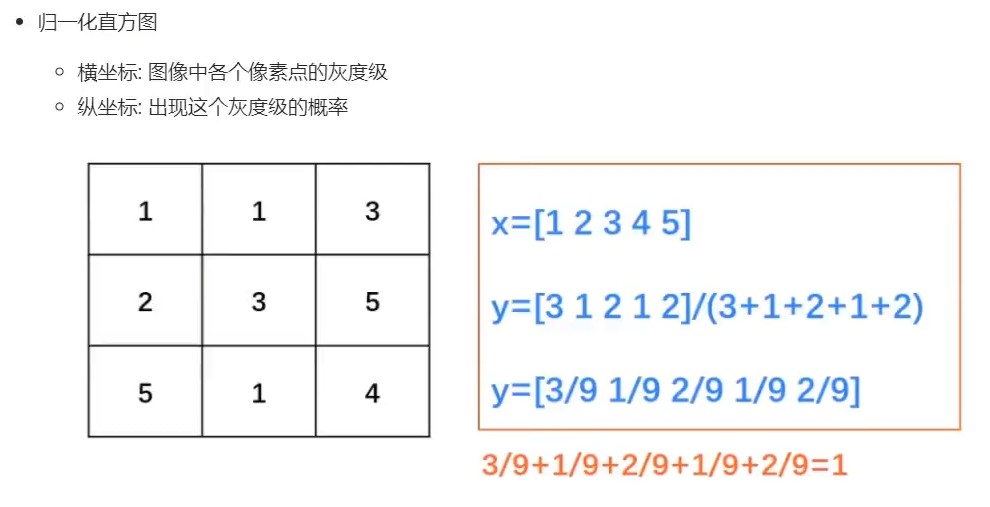 归一化直方图
横坐标: 图像中各个像素点的灰度级
纵坐标: 出现这个灰度级的概率
1 1 3
2 3 5
5 1 4
x=[1 2 3 4 5]
y=[3 1 2 1 2]/(3+1+2+1+2)
y=[3/9 1/9 2/9 1/9 2/9]
3/9+1/9+2/9+1/9+2/9=1